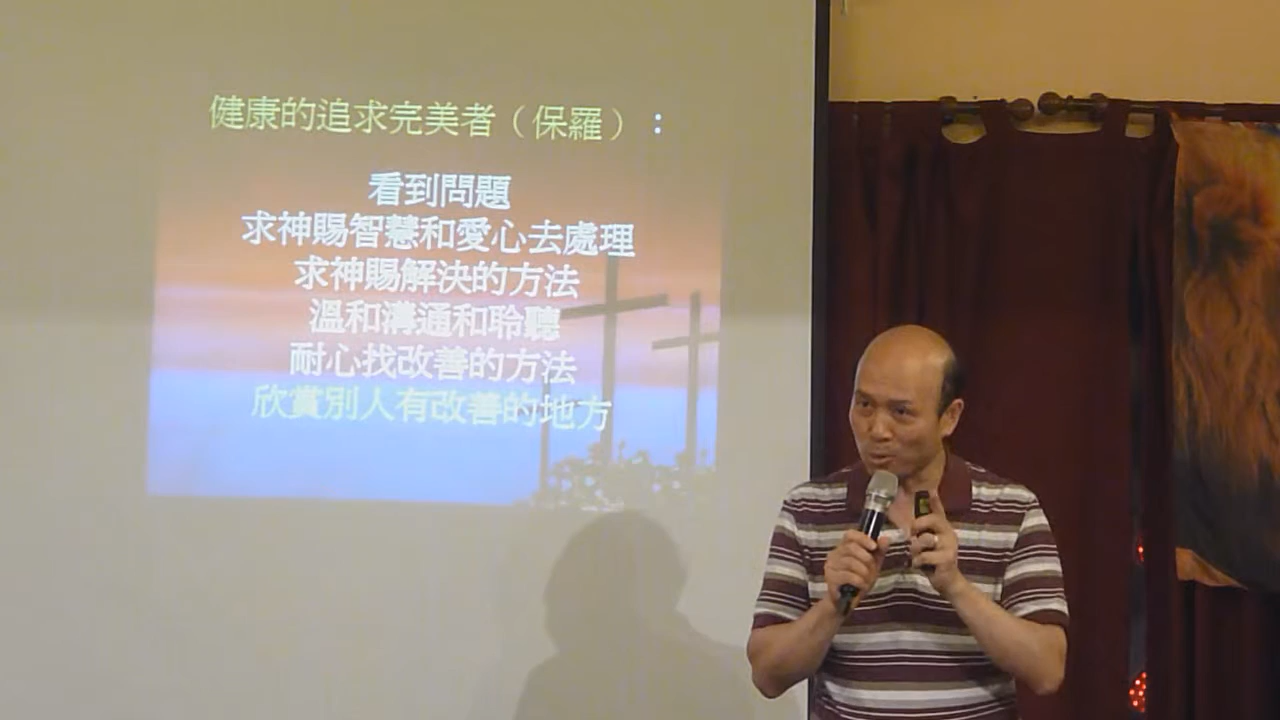 健康的追求完美者（保羅）：
看到問題
求神賜智慧和愛心去處理
求神賜解決的方法
溫和溝通和聆聽
耐心找改善的方法
欣賞別人有改善的地方